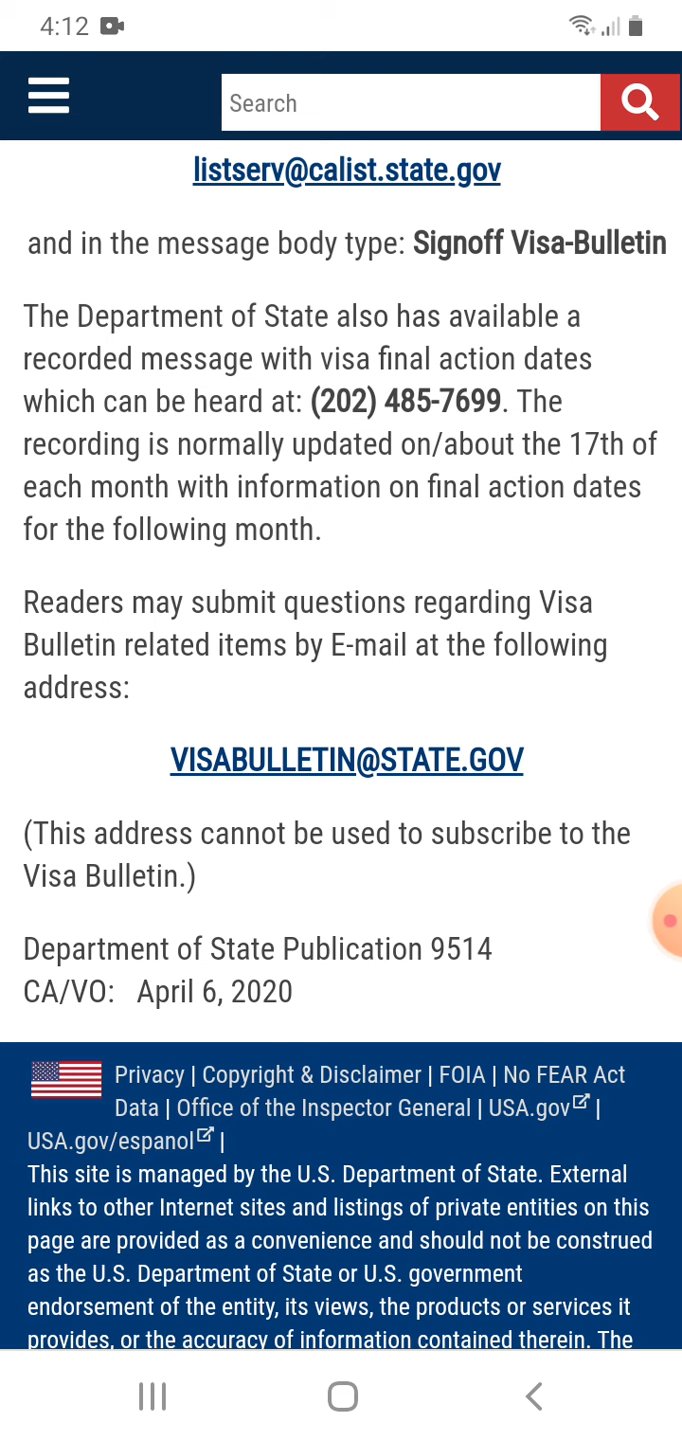 4:12
Search
listserv@calist.state.gov
and in the message body type: Signoff Visa-Bulletin
The Department of State also has available a
recorded message with visa final action dates
which can be heard at: (202) 485-7699. The
recording is normally updated on/about the 17th of
each month with information on final action dates
for the following month.
Readers may submit questions regarding Visa
Bulletin related items by E-mail at the following
address:
VISABULLETIN@STATE.GOV
(This address cannot be used to subscribe to the
Visa Bulletin.)
Department of State Publication 9514
CA/VO: April 6, 2020
Privacy | Copyright & Disclaimer | FOIA | No FEAR Act
Data | Office of the Inspector General | USA.gov |
USA.gov/espanol |
This site is managed by the U.S. Department of State. External
links to other Internet sites and listings of private entities on this
page are provided as a convenience and should not be construed
as the U.S. Department of State or U.S. government
endorsement of the entity, its views, the products or services it
provides, or the accuracy of information contained therein. The